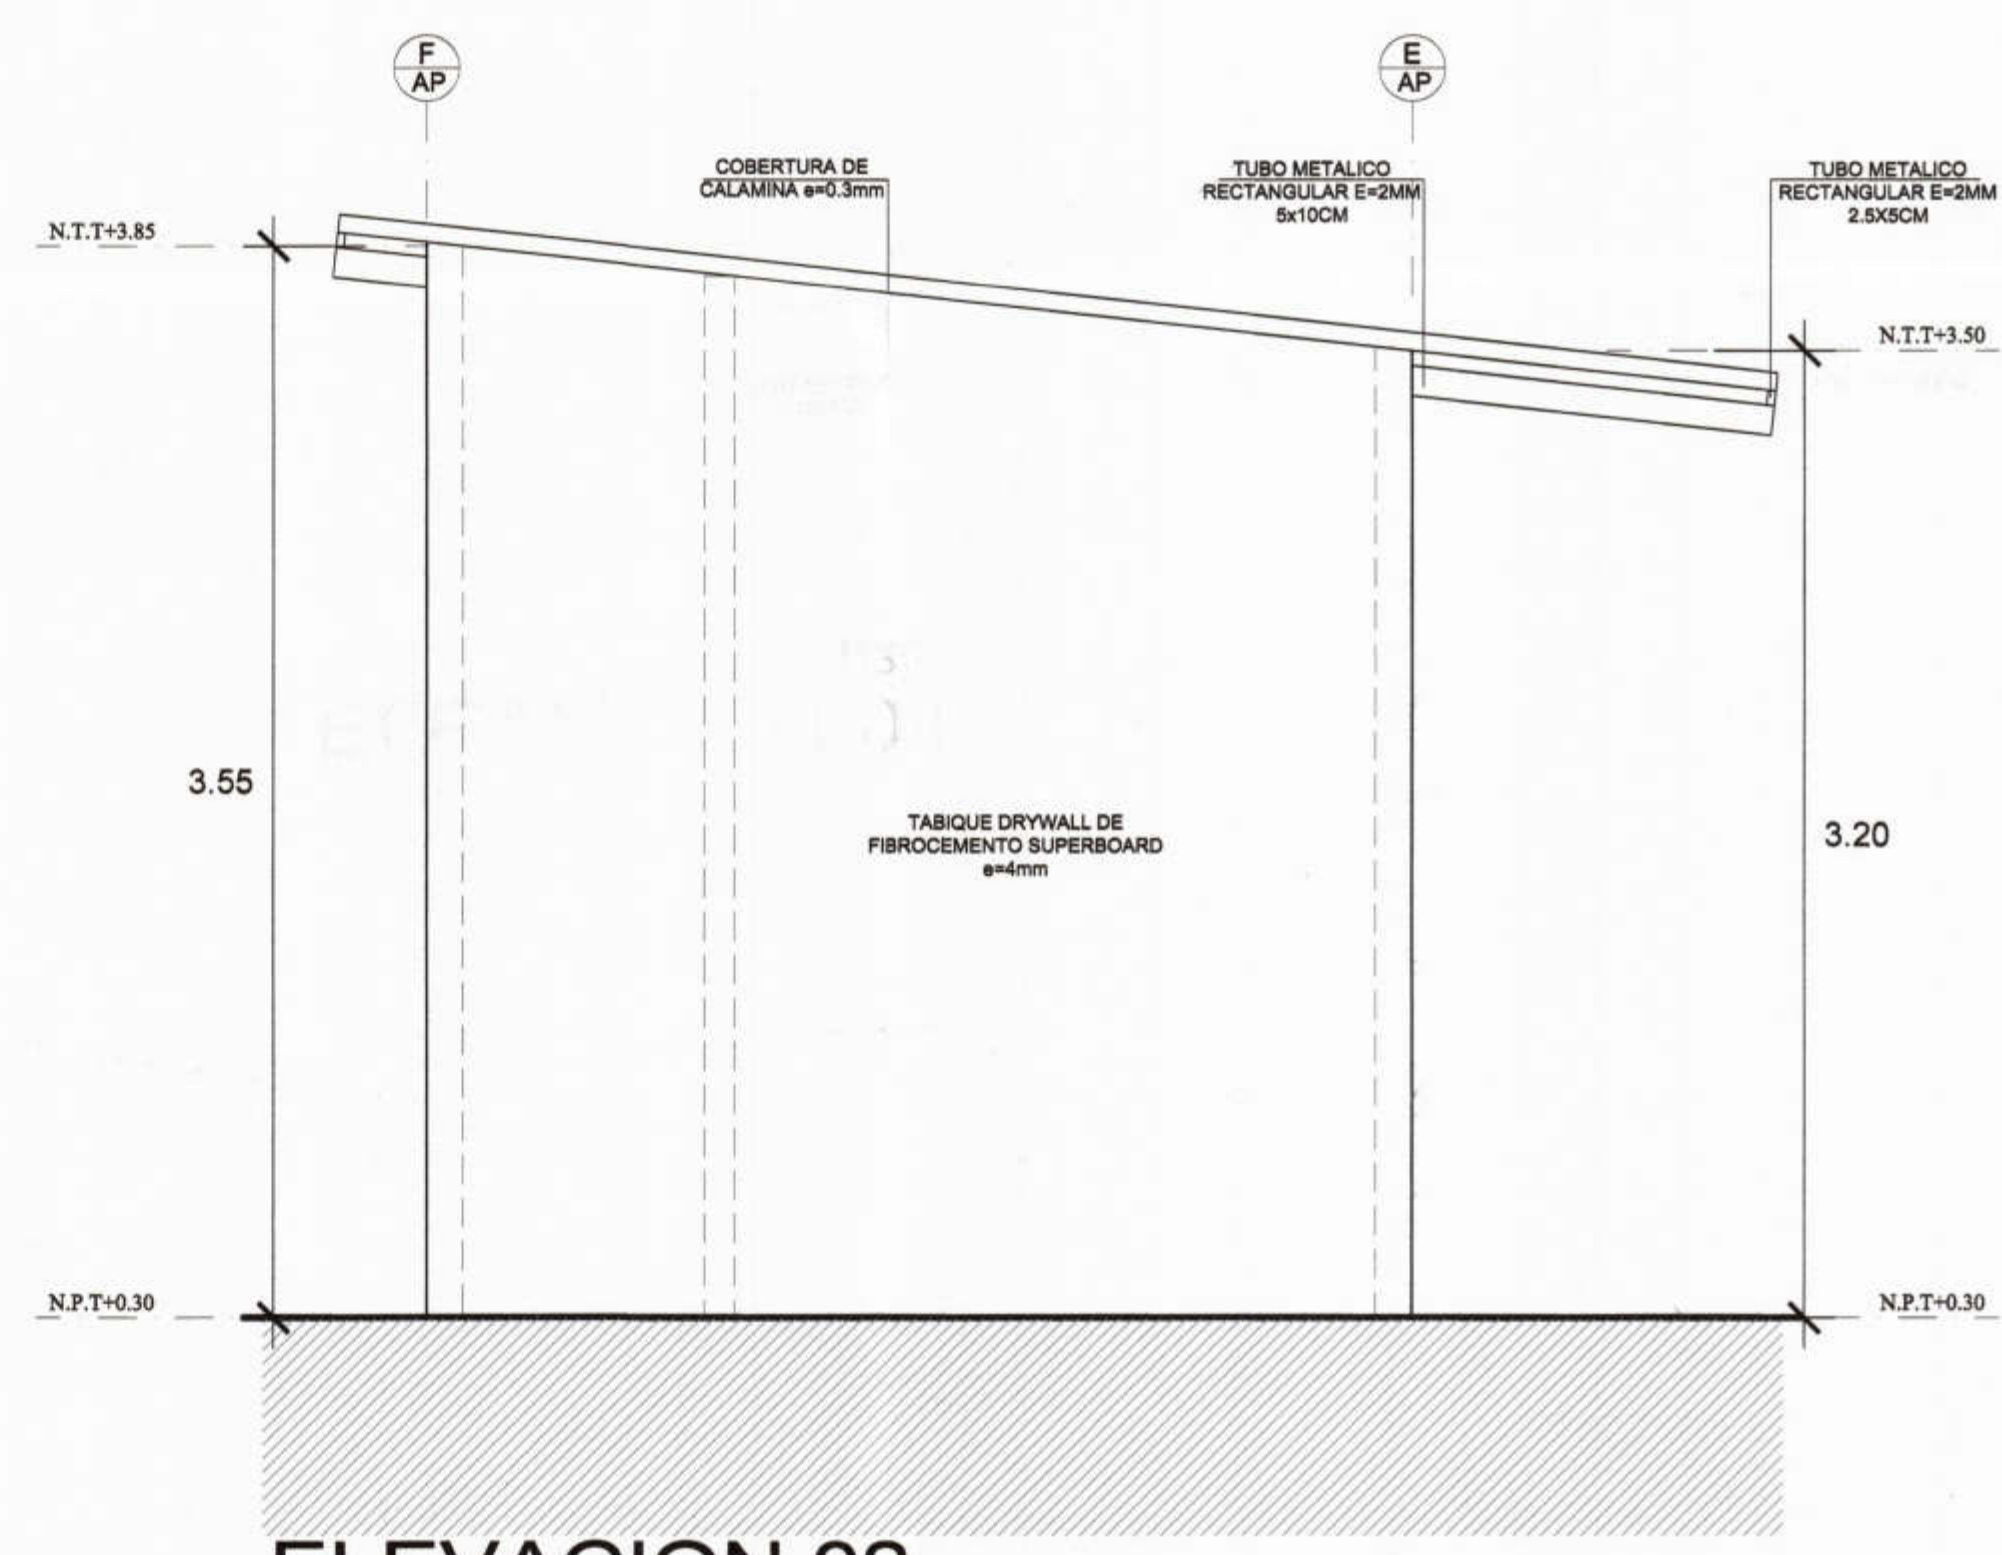 F
AP
E
AP
COBERTURA DE
CALAMINA e=0.3mm
TUBO METALICO
RECTANGULAR E=2MM
5x10CM
TUBO METALICO
RECTANGULAR E=2MM
2.5X5CM
N.T.T+3.85
N.T.T+3.50
3.55
TABIQUE DRYWALL DE
FIBROCEMENTO SUPERBOARD
e=4mm
3.20
N.P.T+0.30
N.P.T+0.30
ELEVACION